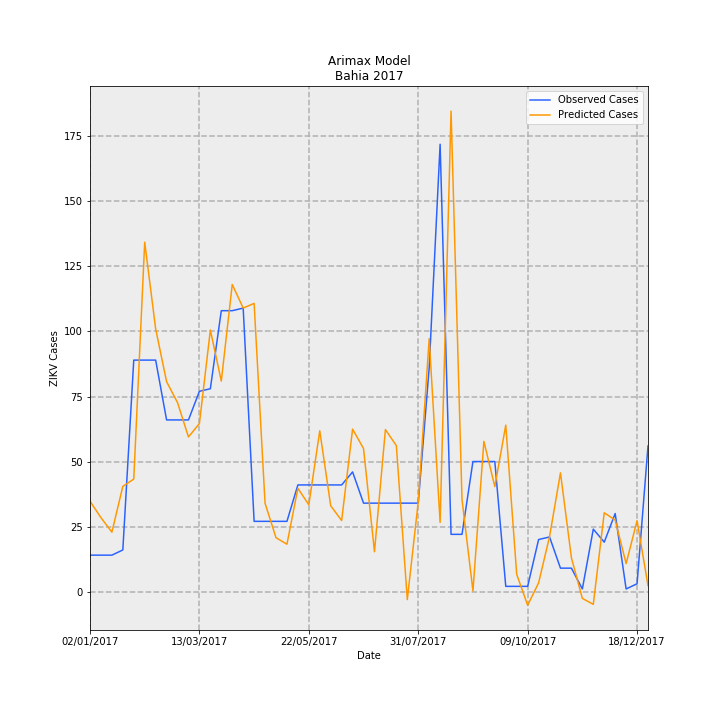 Arimax Model
Bahia 2017
Observed Cases
Predicted Cases
ZIKV Cases
175
150
125
100
75
50
25
0
02/01/2017 13/03/2017 22/05/2017 31/07/2017 09/10/2017 18/12/2017
Date